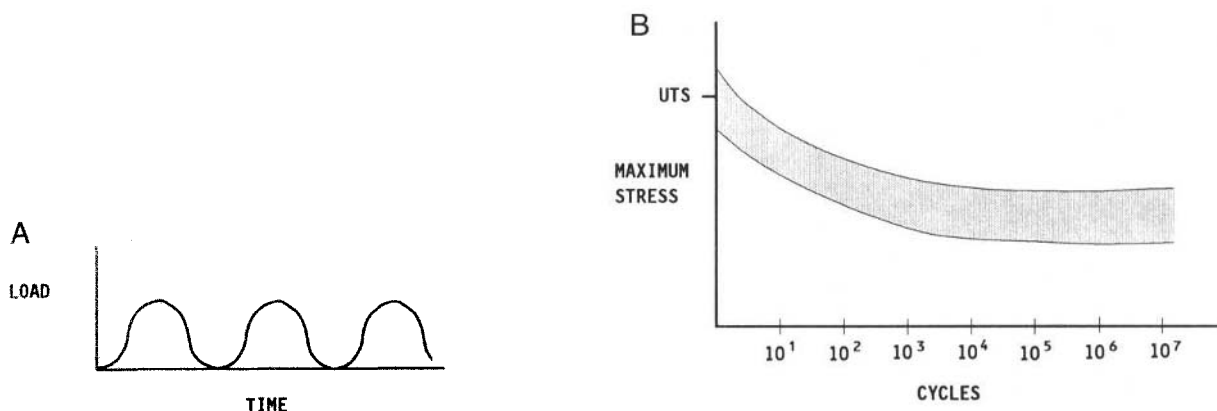 A
LOAD
TIME
B
UTS
MAXIMUM
STRESS
10¹ 10² 10³ 10⁴ 10⁵ 10⁶ 10⁷
CYCLES